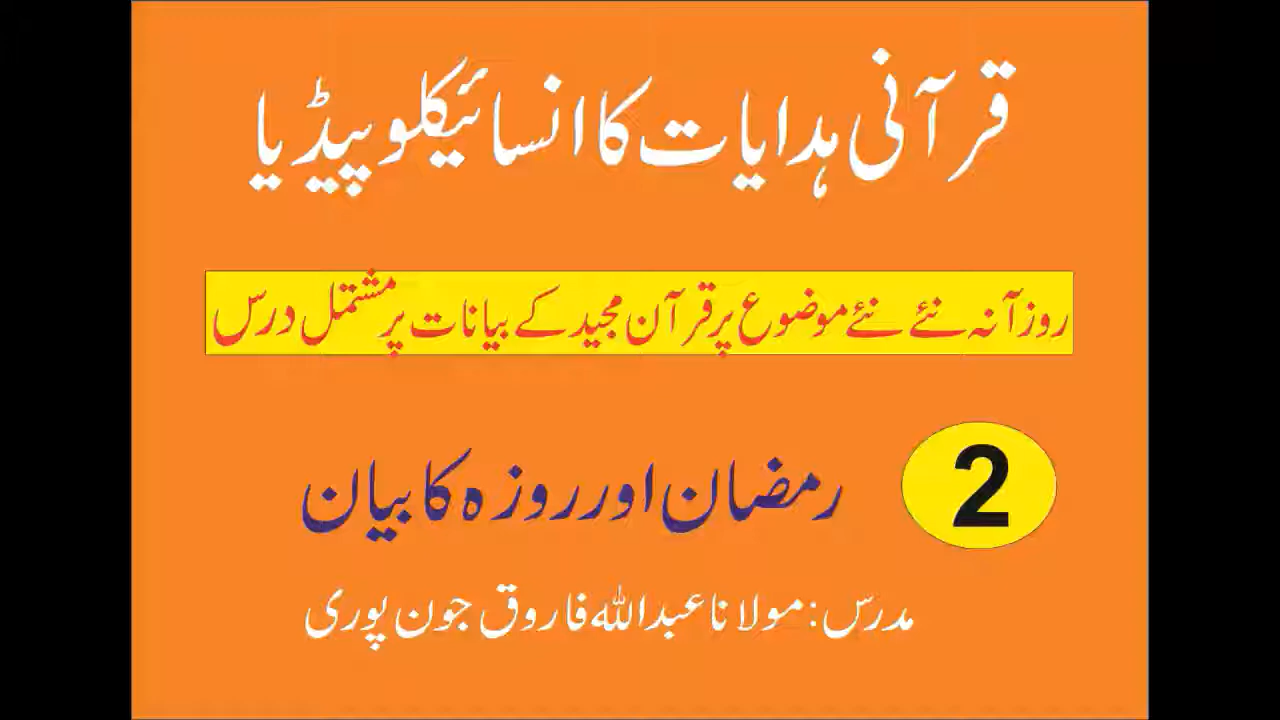 قرآنی ہدایات کا انسائیکلوپیڈیا
روزآنہ نئے نئے موضوع پر قرآن مجید کے بیانات پر مشتمل درس
2
رمضان اور روزہ کا بیان
مدرس: مولانا عبداللہ فاروق جون پوری